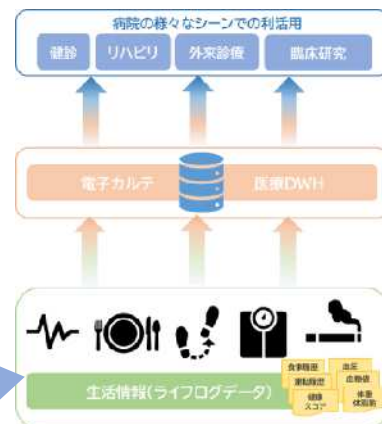 病院の様々なシーンでの利活用
健診 リハビリ 外来診療 臨床研究
電子カルテ 医療DWH
生活情報(ライフログデータ)
食事履歴
運動履歴
健康
スコア
血圧
血糖値
体重
体脂肪